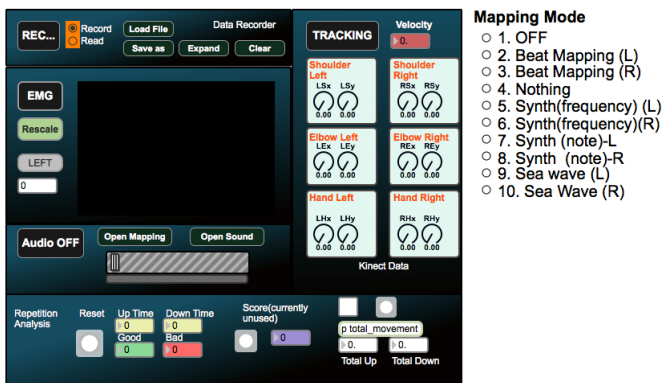 REC...
Record
Read
Load File
Data Recorder
Save as
Expand
Clear
EMG
Rescale
LEFT
0
Audio OFF
Open Mapping
Open Sound
TRACKING
Velocity
0.
Shoulder
Left
LSx LSy
0.00 0.00
Shoulder
Right
RSx RSy
0.00 0.00
Elbow Left
LEx LEy
0.00 0.00
Elbow Right
REx REy
0.00 0.00
Hand Left
LHx LHy
0.00 0.00
Hand Right
RHx RHy
0.00 0.00
Kinect Data
Repetition
Analysis
Reset
Up Time
0
Down Time
0
Good
0
Bad
0
Score(currently
unused)
0
p total_movement
0.
0.
Total Up
Total Down
Mapping Mode
1. OFF
2. Beat Mapping (L)
3. Beat Mapping (R)
4. Nothing
5. Synth(frequency) (L)
6. Synth(frequency)(R)
7. Synth (note)-L
8. Synth (note)-R
9. Sea wave (L)
10. Sea Wave (R)